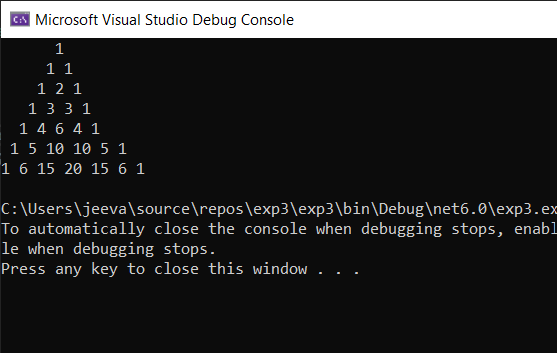 C:\
Microsoft Visual Studio Debug Console
1
1 1
1 2 1
1 3 3 1
1 4 6 4 1
1 5 10 10 5 1
1 6 15 20 15 6 1
C:\Users\jeeva\source\repos\exp3\exp3\bin\Debug\net6.0\exp3.ex
To automatically close the console when debugging stops, enabl
le when debugging stops.
Press any key to close this window . . .